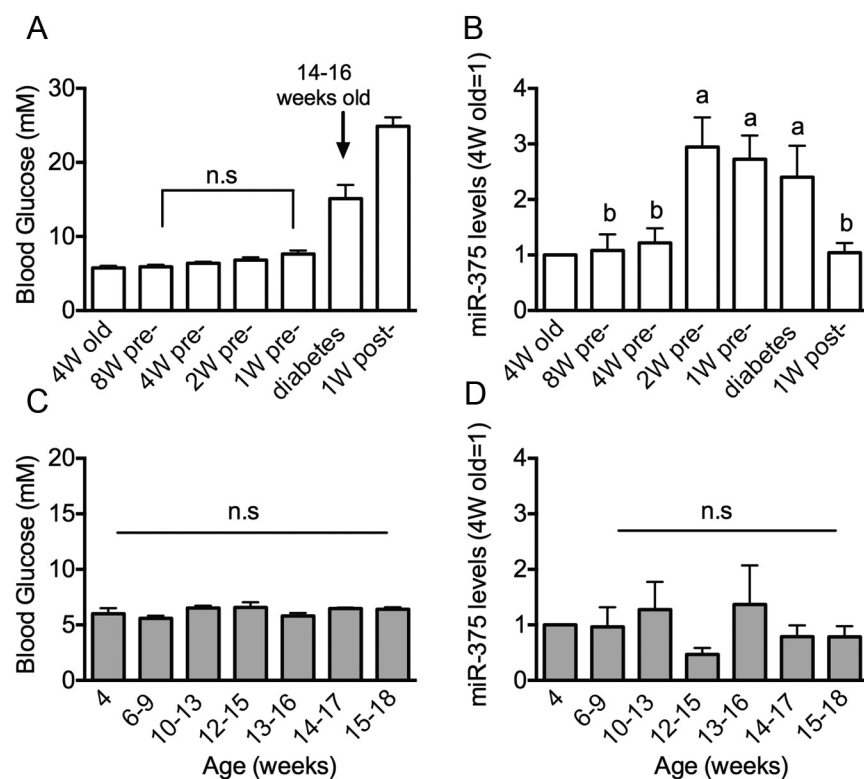 A
Blood Glucose (mM)
30
20
10
0
14-16
weeks old
n.s
4W old
8W pre-
4W pre-
2W pre-
1W pre-
diabetes
1W post-
B
miR-375 levels (4W old=1)
4
3
2
1
0
b
b
a
a
a
b
4W old
8W pre-
4W pre-
2W pre-
1W pre-
diabetes
1W post-
C
Blood Glucose (mM)
20
15
10
5
0
n.s
4
6-9
10-13
12-15
13-16
14-17
15-18
Age (weeks)
D
miR-375 levels (4W old=1)
4
3
2
1
0
n.s
4
6-9
10-13
12-15
13-16
14-17
15-18
Age (weeks)